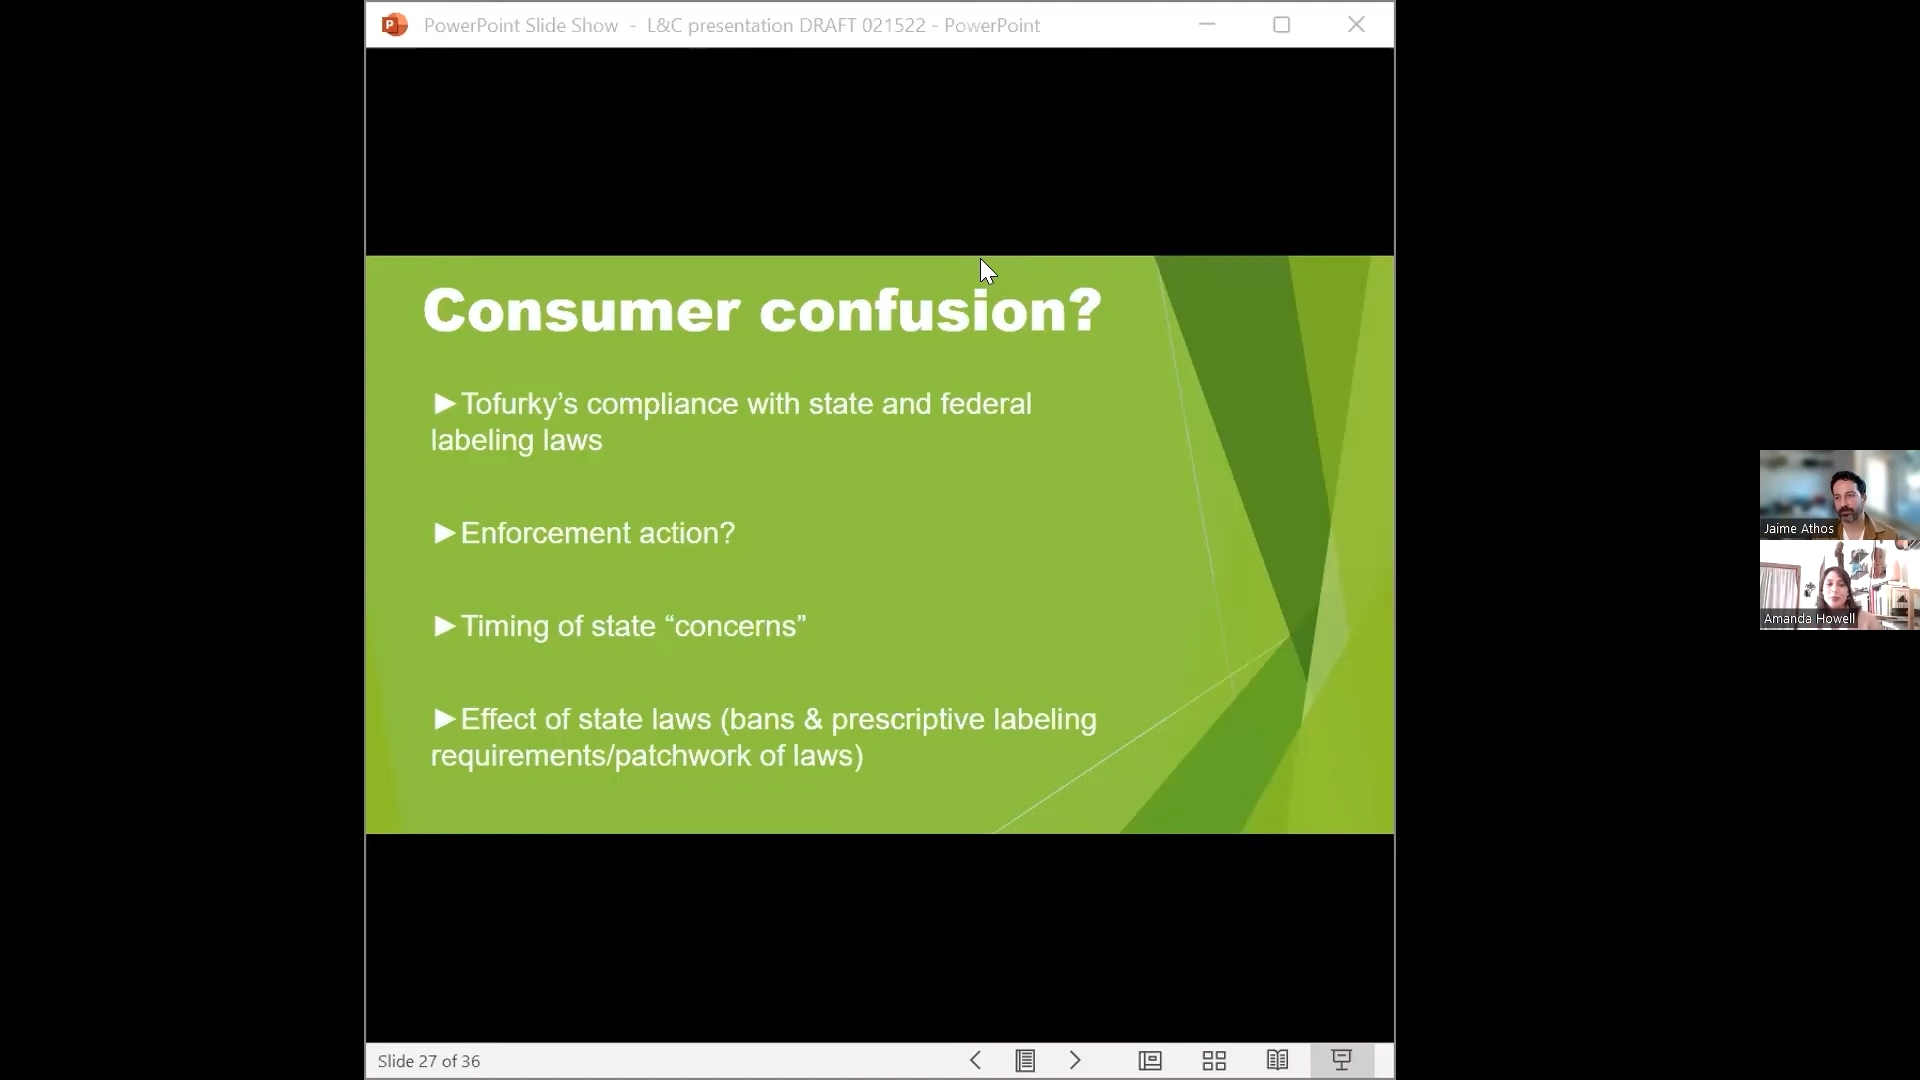 PowerPoint Slide Show - L&C presentation DRAFT 021522 - PowerPoint
Consumer confusion?
►Tofurky’s compliance with state and federal
labeling laws
►Enforcement action?
►Timing of state “concerns”
►Effect of state laws (bans & prescriptive labeling
requirements/patchwork of laws)
Jaime Athos
Amanda Howell
Slide 27 of 36